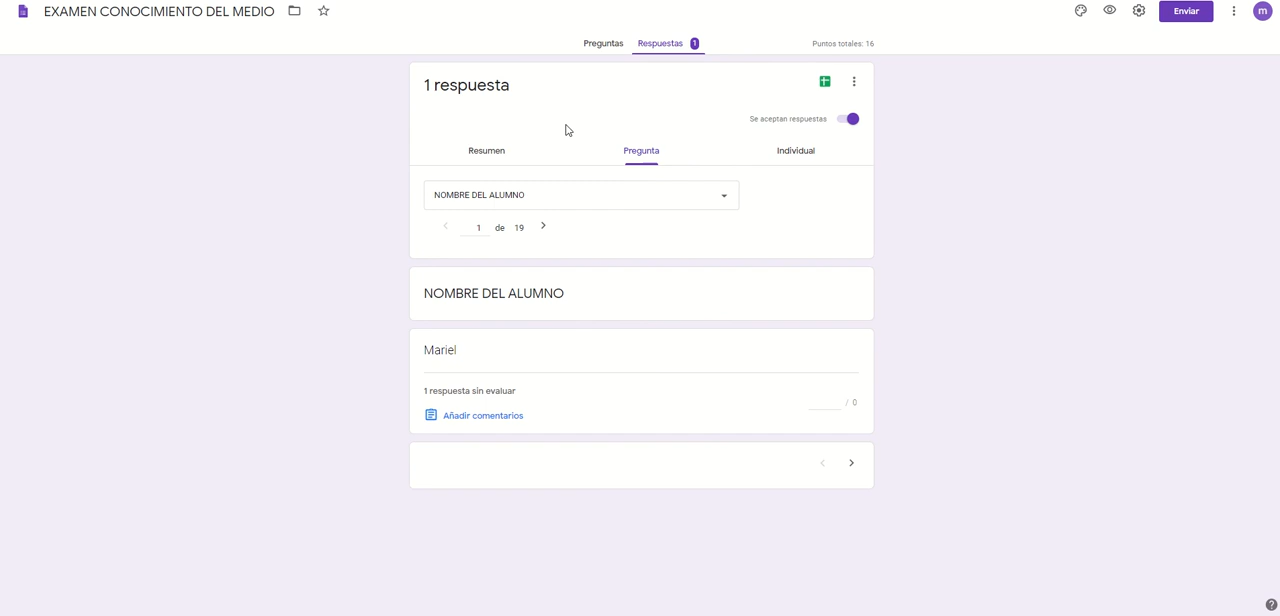 EXAMEN CONOCIMIENTO DEL MEDIO
Enviar
m
Preguntas
Respuestas 1
Puntos totales: 16
1 respuesta
Se aceptan respuestas
Resumen
Pregunta
Individual
NOMBRE DEL ALUMNO
1 de 19
NOMBRE DEL ALUMNO
Mariel
1 respuesta sin evaluar
/ 0
Añadir comentarios